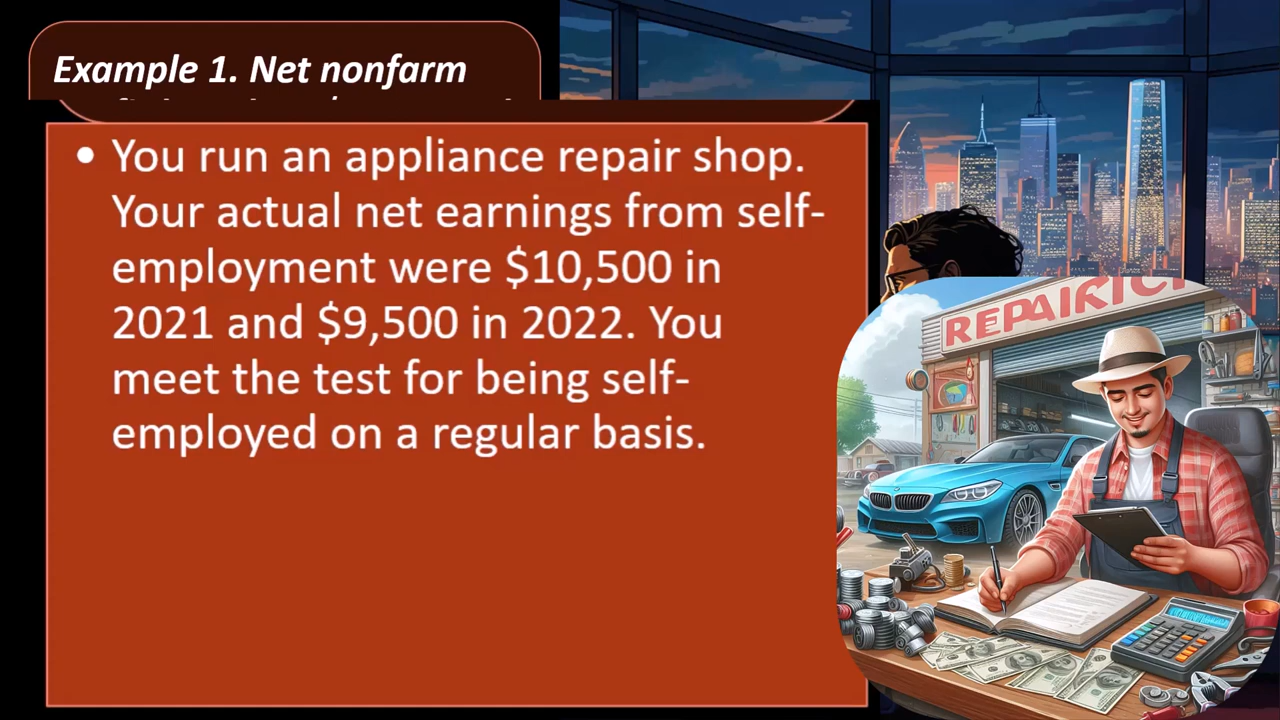 Example 1. Net nonfarm
• You run an appliance repair shop.
Your actual net earnings from self-
employment were $10,500 in
2021 and $9,500 in 2022. You
meet the test for being self-
employed on a regular basis.